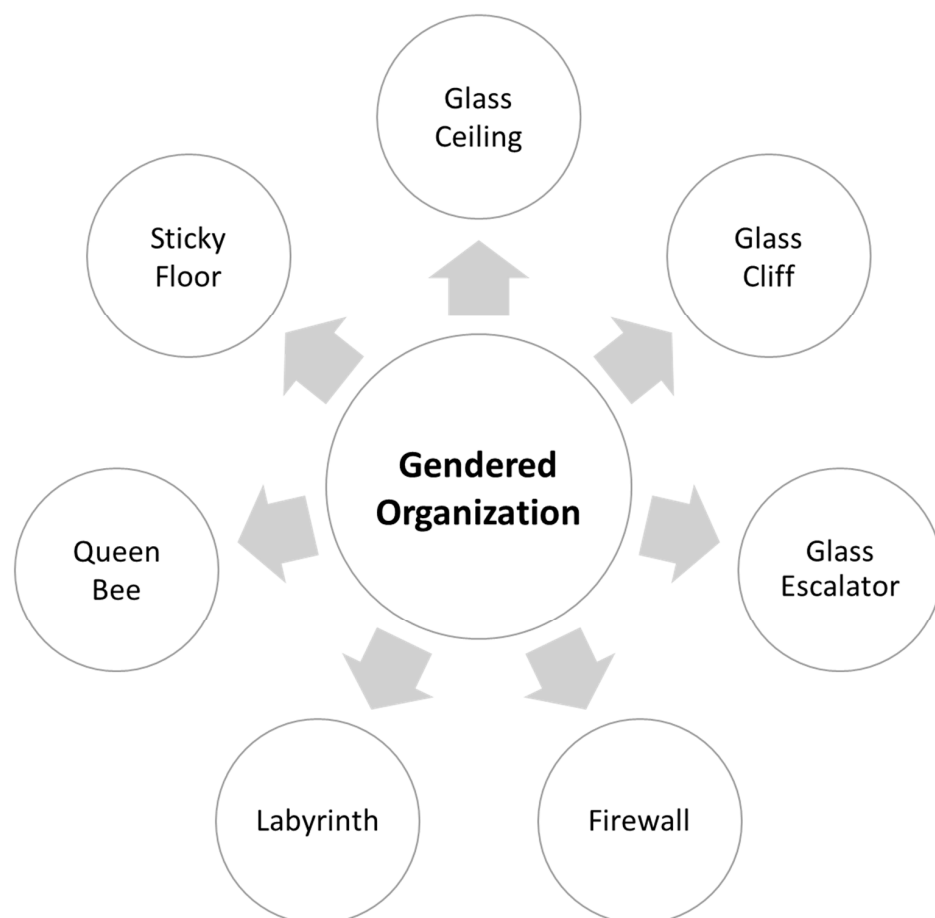 Glass
Ceiling
Glass
Cliff
Glass
Escalator
Firewall
Labyrinth
Queen
Bee
Sticky
Floor
Gendered
Organization